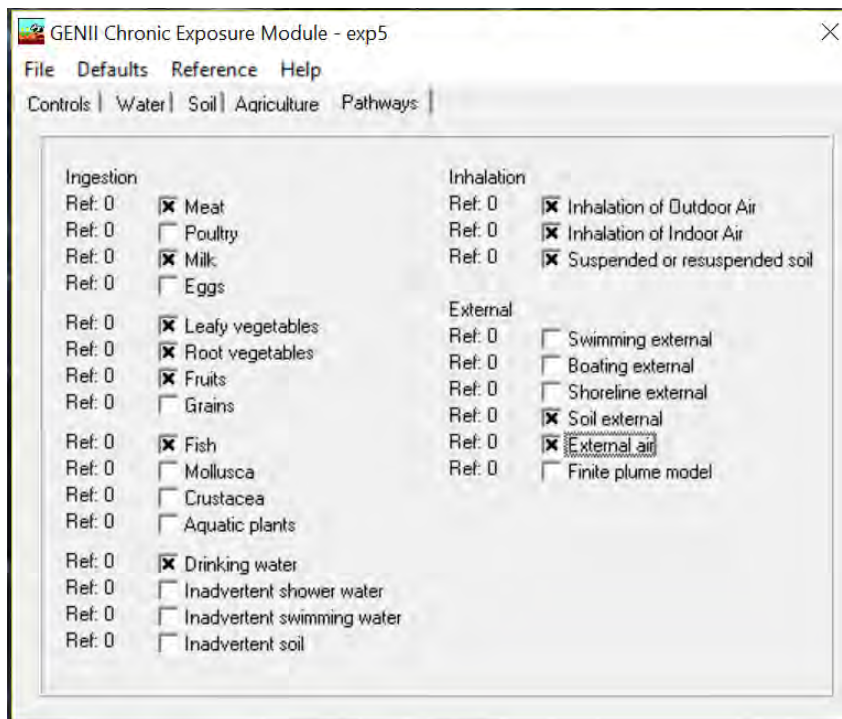 GENII Chronic Exposure Module - exp5
File Defaults Reference Help
Controls Water Soil Agriculture Pathways
Ingestion
Ref: 0 Meat
Ref: 0 Poultry
Ref: 0 Milk
Ref: 0 Eggs
Ref: 0 Leafy vegetables
Ref: 0 Root vegetables
Ref: 0 Fruits
Ref: 0 Grains
Ref: 0 Fish
Ref: 0 Mollusca
Ref: 0 Crustacea
Ref: 0 Aquatic plants
Ref: 0 Drinking water
Ref: 0 Inadvertent shower water
Ref: 0 Inadvertent swimming water
Ref: 0 Inadvertent soil
Inhalation
Ref: 0 Inhalation of Outdoor Air
Ref: 0 Inhalation of Indoor Air
Ref: 0 Suspended or resuspended soil
External
Ref: 0 Swimming external
Ref: 0 Boating external
Ref: 0 Shoreline external
Ref: 0 Soil external
Ref: 0 External air
Ref: 0 Finite plume model